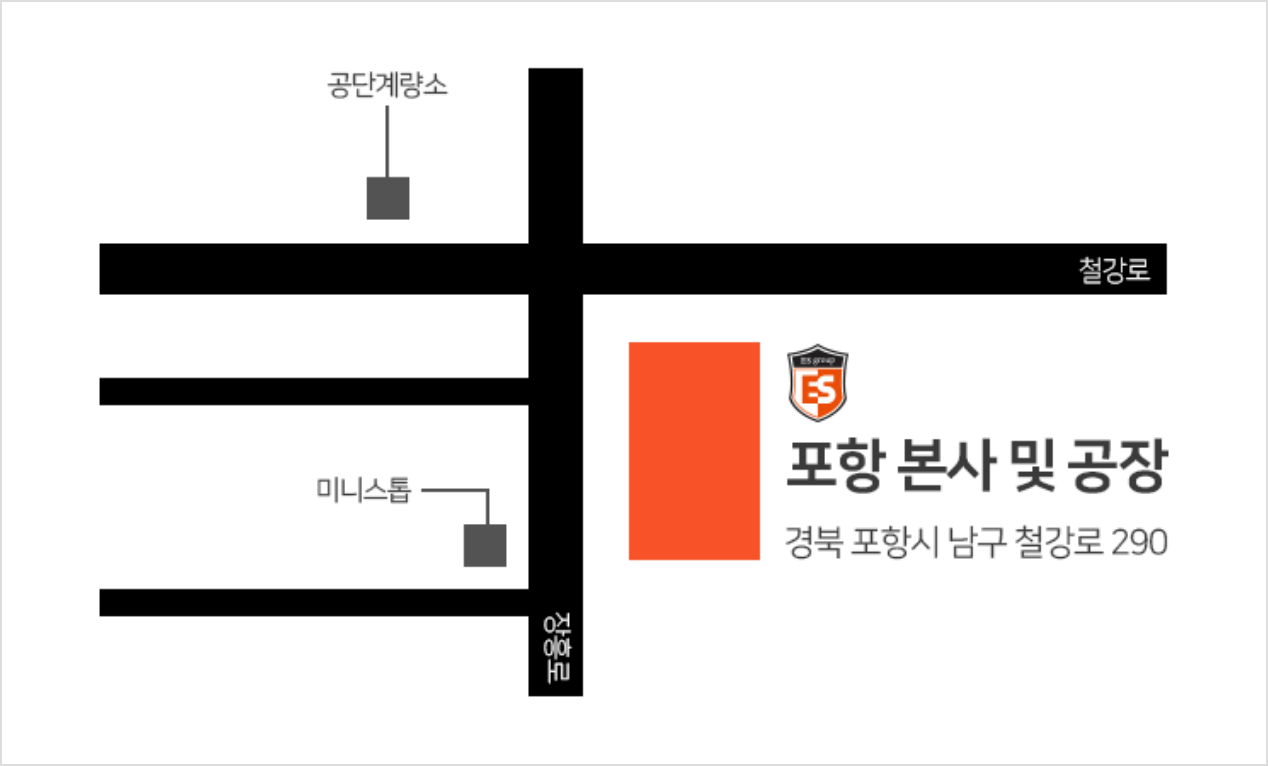 공단계량소
철강로
ES group
ES
포항 본사 및 공장
미니스톱
경북 포항시 남구 철강로 290
장흥로